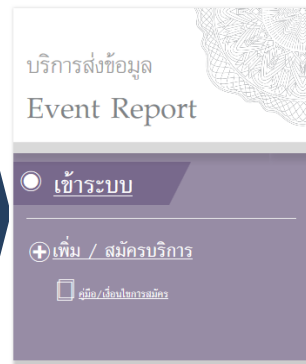 บริการส่งข้อมูล
Event Report
เข้าระบบ
เพิ่ม / สมัครบริการ
คู่มือ/เงื่อนไขการสมัคร